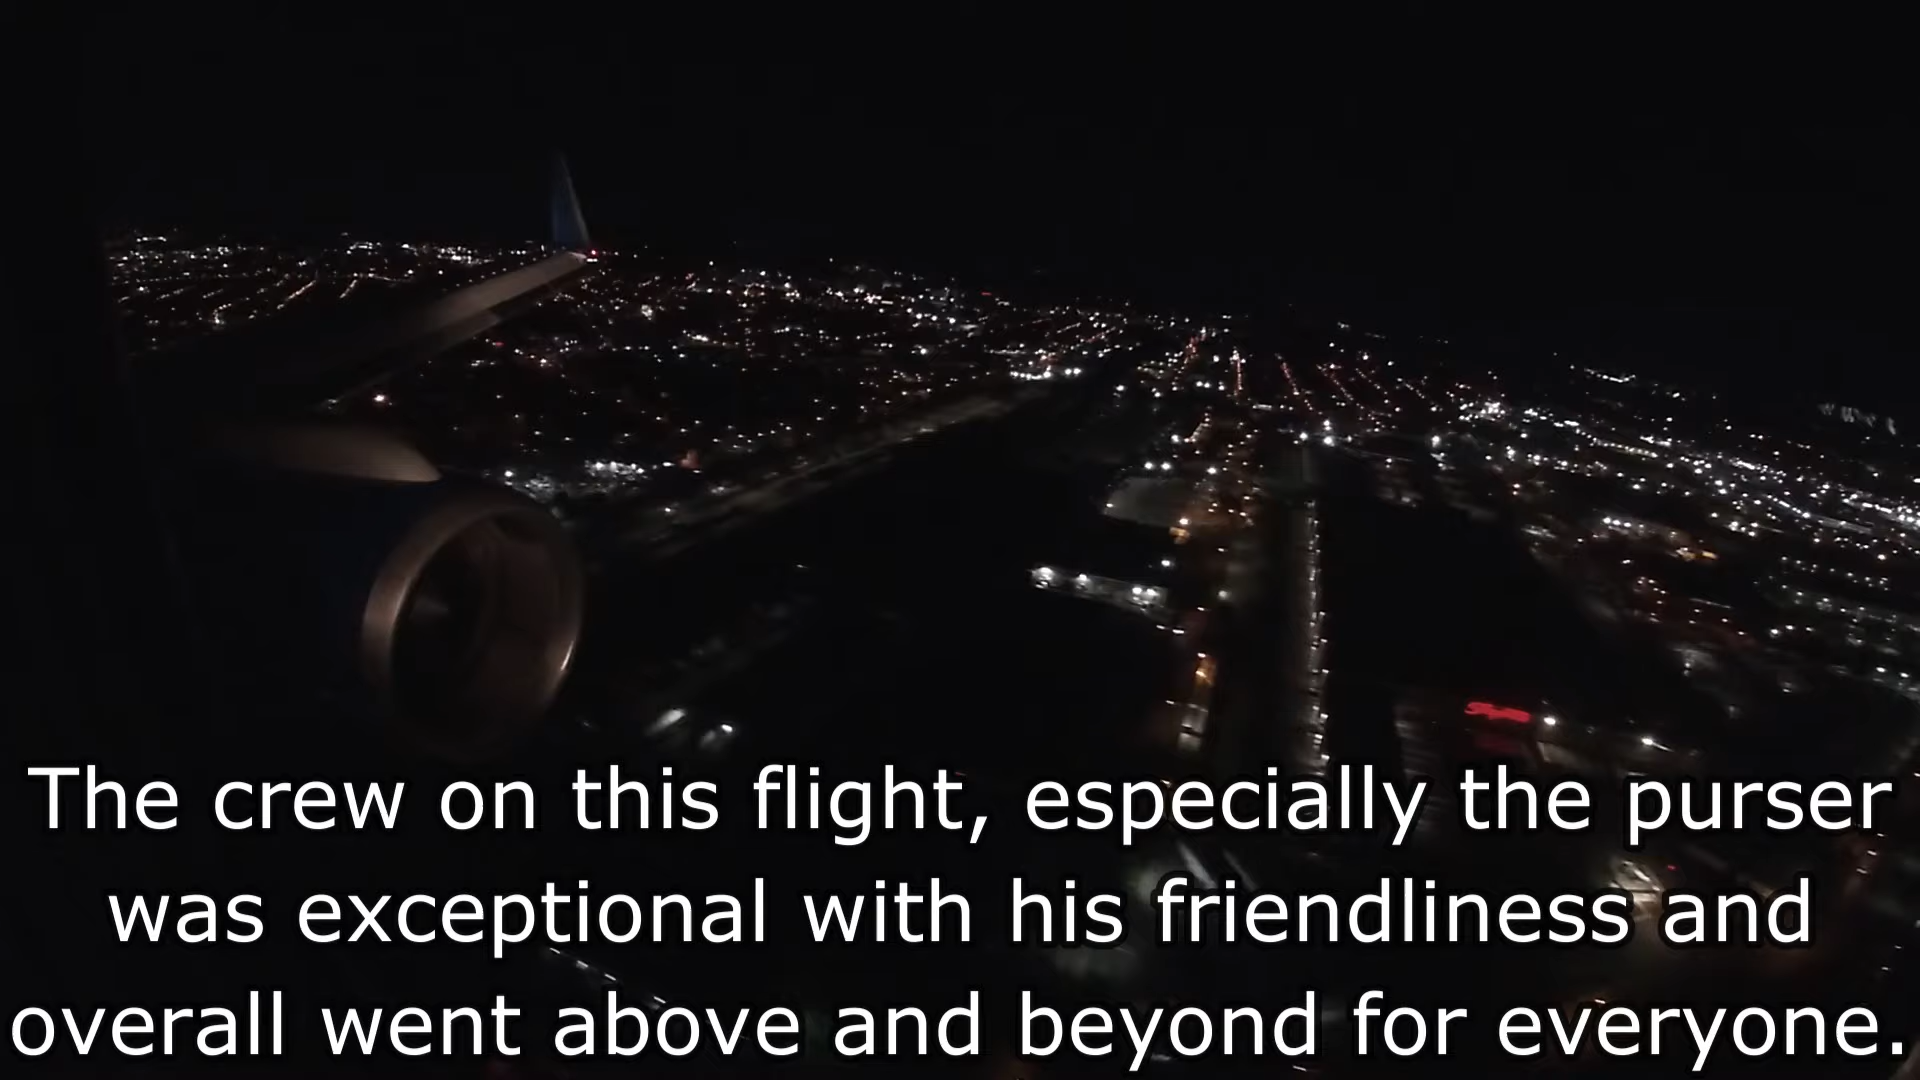 The crew on this flight, especially the purser
was exceptional with his friendliness and
overall went above and beyond for everyone.